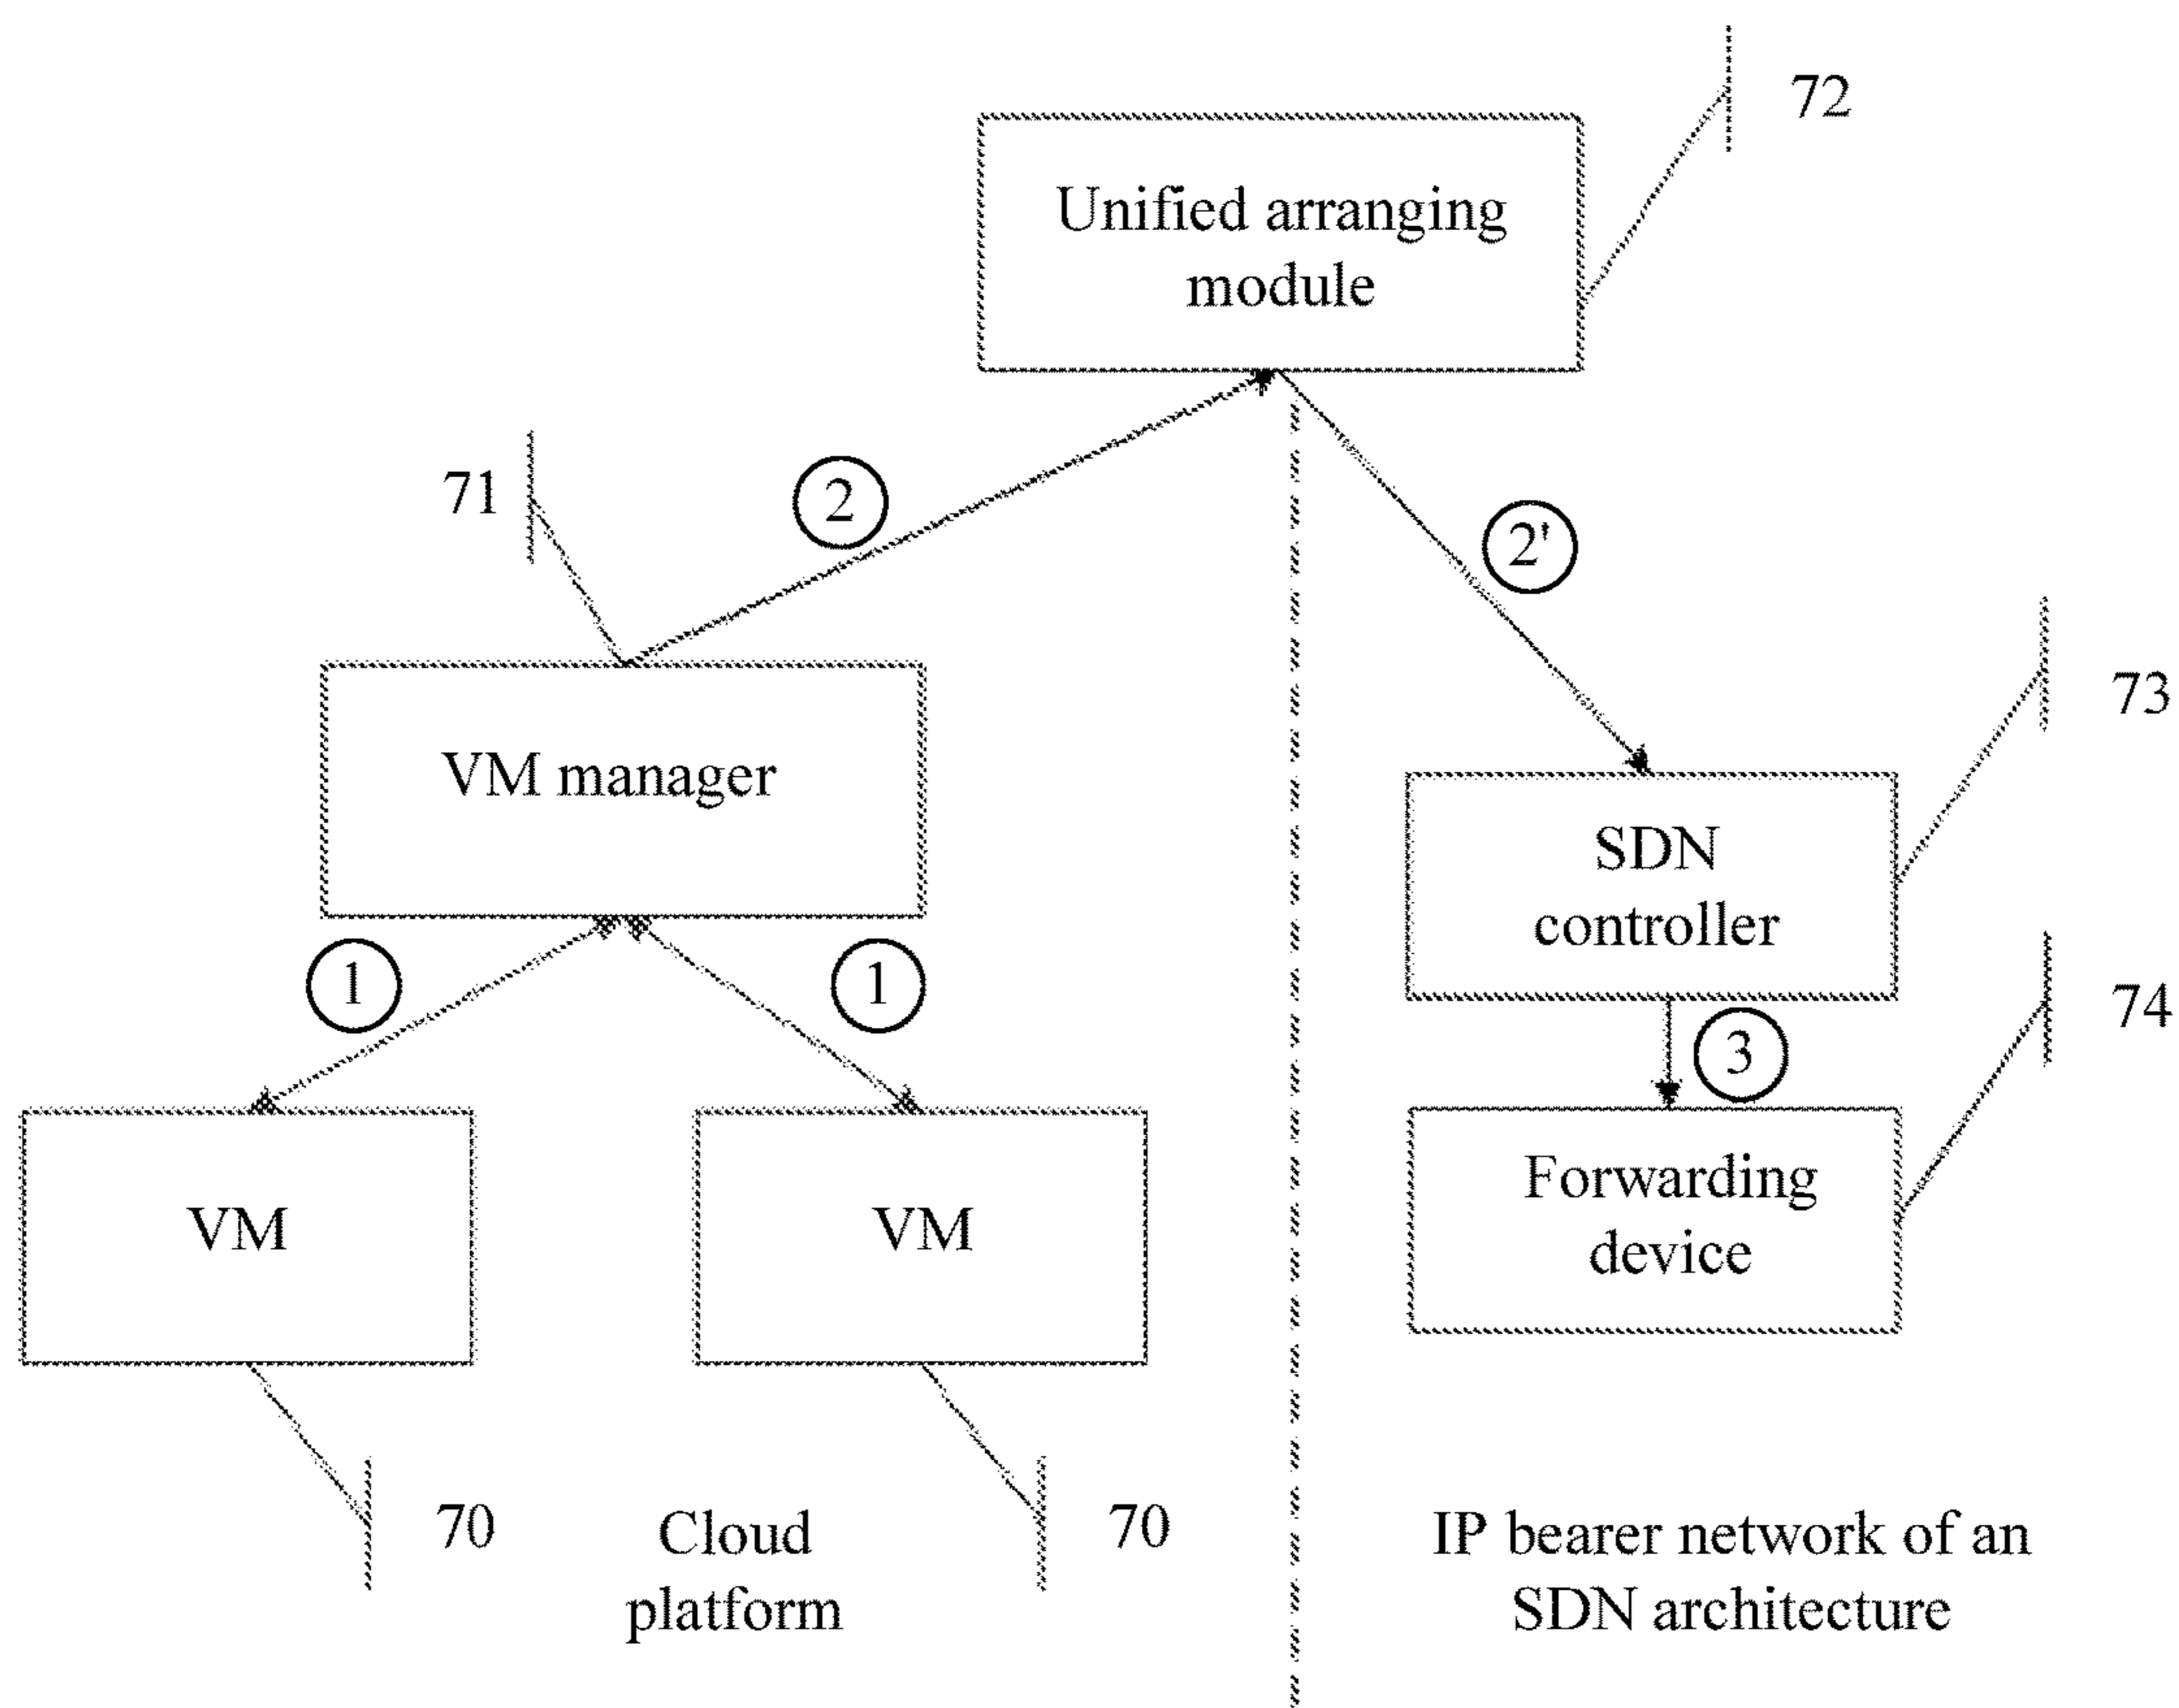 72
Unified arranging
module
71
2
2'
73
VM manager
SDN
controller
1
1
74
3
VM
VM
Forwarding
device
70
Cloud
platform
70
IP bearer network of an
SDN architecture